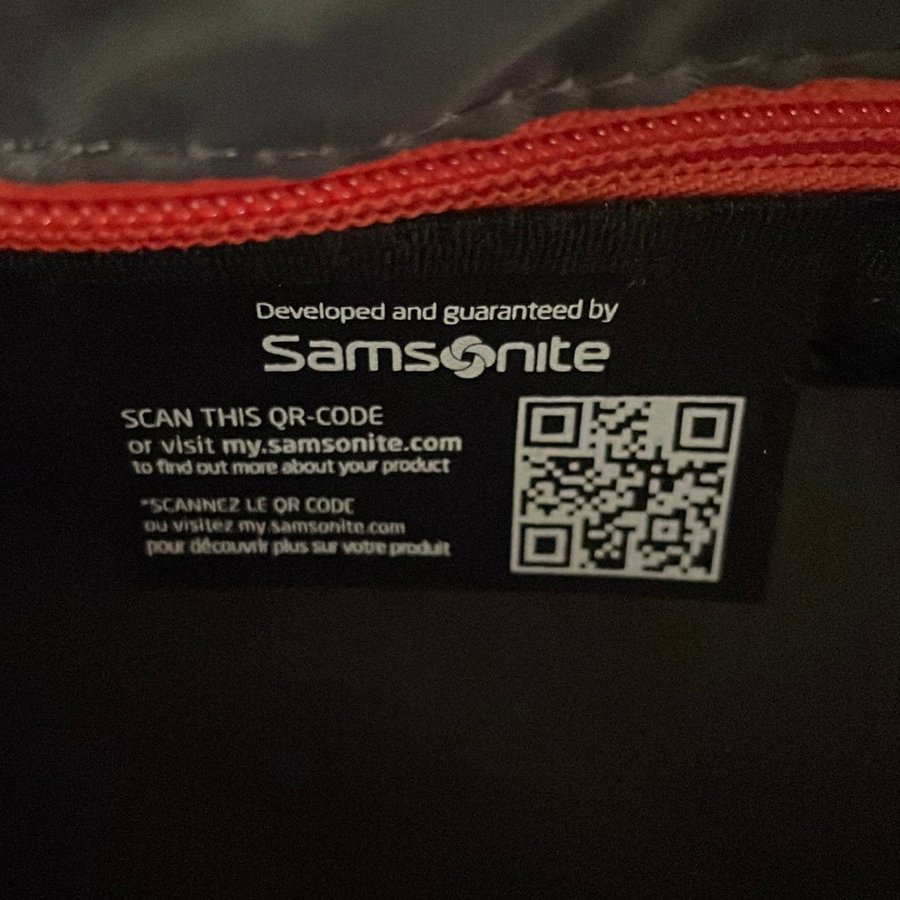 Developed and guaranteed by
Samsonite
SCAN THIS QR-CODE
or visit my.samsonite.com
to find out more about your product
*SCANNEZ LE QR CODE
ou visitez my.samsonite.com
pour découvrir plus sur votre produit